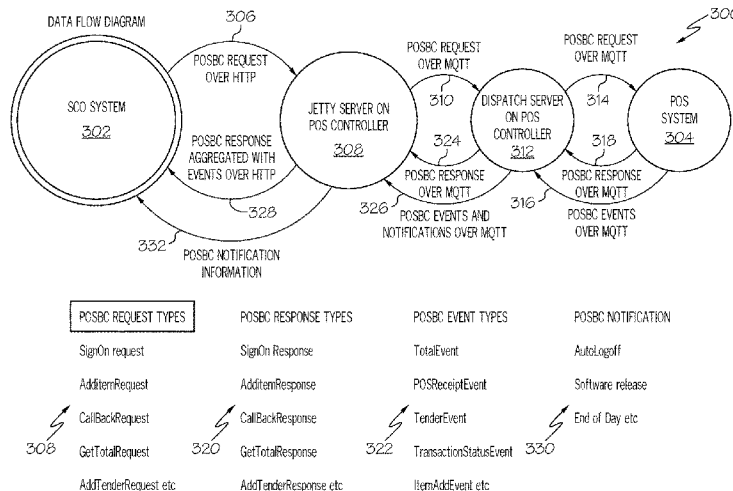 DATA FLOW DIAGRAM
306
300
POSBC REQUEST
OVER HTTP
POSBC REQUEST
OVER MQTT
POSBC REQUEST
OVER MQTT
310
314
SCO SYSTEM
302
JETTY SERVER ON
POS CONTROLLER
308
DISPATCH SERVER
ON POS
CONTROLLER
312
POS
SYSTEM
304
POSBC RESPONSE
AGGREGATED WITH
EVENTS OVER HTTP
324
318
POSBC RESPONSE
OVER MQTT
POSBC RESPONSE
OVER MQTT
328
326
316
332
POSBC EVENTS AND
NOTIFICATIONS OVER MQTT
POSBC EVENTS
OVER MQTT
POSBC NOTIFICATION
INFORMATION
POSBC REQUEST TYPES
SignOn request
AdditemRequest
CallBackRequest
308
GetTotalRequest
AddTenderRequest etc
POSBC RESPONSE TYPES
SignOn Response
AdditemResponse
CallBackResponse
320
GetTotalResponse
AddTenderResponse etc
POSBC EVENT TYPES
TotalEvent
POSReceiptEvent
TenderEvent
322
TransactionStatusEvent
ItemAddEvent etc
POSBC NOTIFICATION
AutoLogoff
Software release
End of Day etc
330